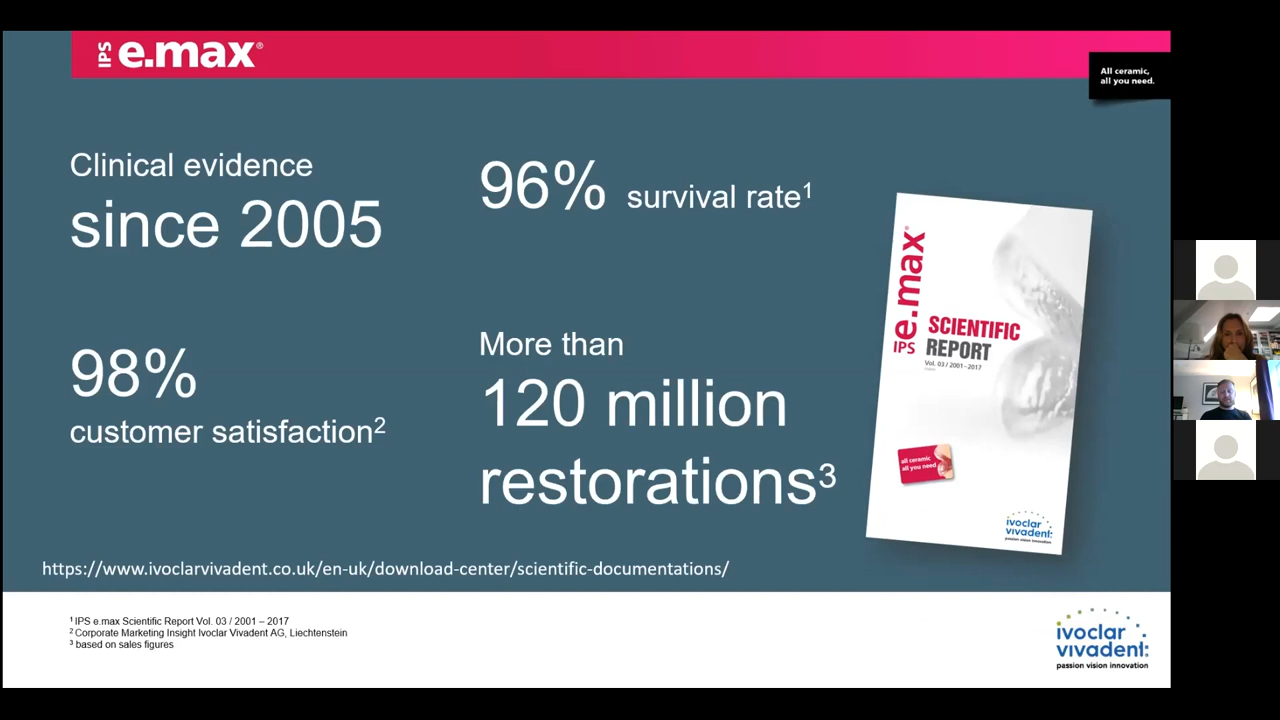 IPS e.max®
All ceramic,
all you need.
Clinical evidence
since 2005
96% survival rate1
98%
customer satisfaction2
More than
120 million
restorations3
IPS e.max®
SCIENTIFIC
REPORT
Vol. 03 / 2001 – 2017
all ceramic
all you need
ivoclar
vivadent:
passion vision innovation
https://www.ivoclarvivadent.co.uk/en-uk/download-center/scientific-documentations/
1 IPS e.max Scientific Report Vol. 03 / 2001 – 2017
2 Corporate Marketing Insight Ivoclar Vivadent AG, Liechtenstein
3 based on sales figures
ivoclar
vivadent:
passion vision innovation